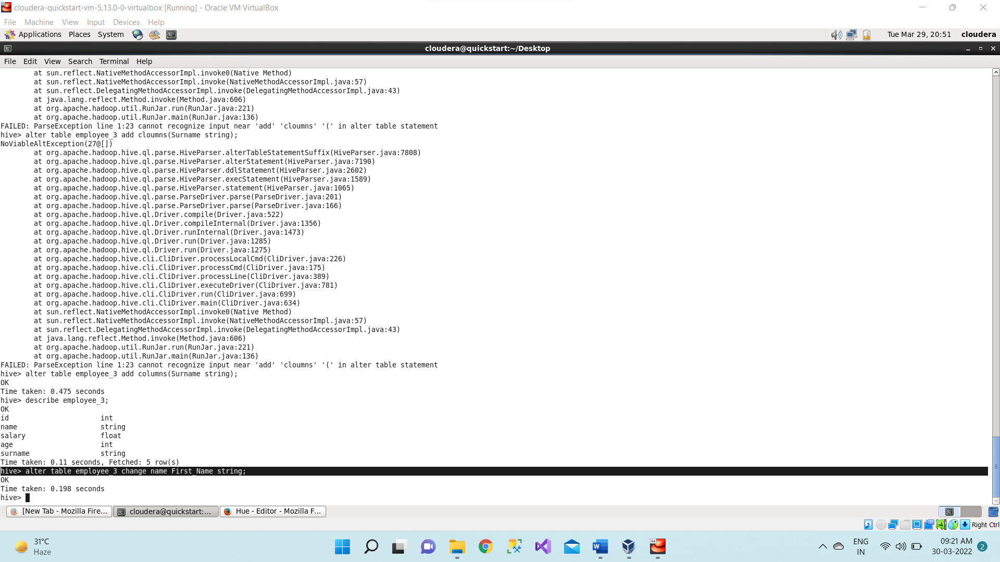 cloudera-quickstart-vm-5.13.0-0-virtualbox [Running] - Oracle VM VirtualBox
File Machine View Input Devices Help
Applications Places System Tue Mar 29, 20:51 cloudera
cloudera@quickstart:~/Desktop
File Edit View Search Terminal Help
at sun.reflect.NativeMethodAccessorImpl.invoke0(Native Method)
at sun.reflect.NativeMethodAccessorImpl.invoke(NativeMethodAccessorImpl.java:57)
at sun.reflect.DelegatingMethodAccessorImpl.invoke(DelegatingMethodAccessorImpl.java:43)
at java.lang.reflect.Method.invoke(Method.java:606)
at org.apache.hadoop.util.RunJar.run(RunJar.java:221)
at org.apache.hadoop.util.RunJar.main(RunJar.java:136)
FAILED: ParseException line 1:23 cannot recognize input near 'add' 'cloumns' '(' in alter table statement
hive> alter table employee_3 add cloumns(Surname string);
NoViableAltException(27@[])
at org.apache.hadoop.hive.ql.parse.HiveParser.alterTableStatementSuffix(HiveParser.java:7808)
at org.apache.hadoop.hive.ql.parse.HiveParser.alterStatement(HiveParser.java:7190)
at org.apache.hadoop.hive.ql.parse.HiveParser.ddlStatement(HiveParser.java:2602)
at org.apache.hadoop.hive.ql.parse.HiveParser.execStatement(HiveParser.java:1589)
at org.apache.hadoop.hive.ql.parse.HiveParser.statement(HiveParser.java:1065)
at org.apache.hadoop.hive.ql.parse.ParseDriver.parse(ParseDriver.java:201)
at org.apache.hadoop.hive.ql.parse.ParseDriver.parse(ParseDriver.java:166)
at org.apache.hadoop.hive.ql.Driver.compile(Driver.java:522)
at org.apache.hadoop.hive.ql.Driver.compileInternal(Driver.java:1356)
at org.apache.hadoop.hive.ql.Driver.runInternal(Driver.java:1473)
at org.apache.hadoop.hive.ql.Driver.run(Driver.java:1285)
at org.apache.hadoop.hive.ql.Driver.run(Driver.java:1275)
at org.apache.hadoop.hive.cli.CliDriver.processLocalCmd(CliDriver.java:226)
at org.apache.hadoop.hive.cli.CliDriver.processCmd(CliDriver.java:175)
at org.apache.hadoop.hive.cli.CliDriver.processLine(CliDriver.java:389)
at org.apache.hadoop.hive.cli.CliDriver.executeDriver(CliDriver.java:781)
at org.apache.hadoop.hive.cli.CliDriver.run(CliDriver.java:699)
at org.apache.hadoop.hive.cli.CliDriver.main(CliDriver.java:634)
at sun.reflect.NativeMethodAccessorImpl.invoke0(Native Method)
at sun.reflect.NativeMethodAccessorImpl.invoke(NativeMethodAccessorImpl.java:57)
at sun.reflect.DelegatingMethodAccessorImpl.invoke(DelegatingMethodAccessorImpl.java:43)
at java.lang.reflect.Method.invoke(Method.java:606)
at org.apache.hadoop.util.RunJar.run(RunJar.java:221)
at org.apache.hadoop.util.RunJar.main(RunJar.java:136)
FAILED: ParseException line 1:23 cannot recognize input near 'add' 'cloumns' '(' in alter table statement
hive> alter table employee_3 add columns(Surname string);
OK
Time taken: 0.475 seconds
hive> describe employee_3;
OK
id int
name string
salary float
age int
surname string
Time taken: 0.11 seconds, Fetched: 5 row(s)
hive> alter table employee_3 change name First_Name string;
OK
Time taken: 0.198 seconds
hive>
[New Tab - Mozilla Fire... cloudera@quickstart:... Hue - Editor - Mozilla F...
Right Ctrl
31°C
Haze
ENG
IN
09:21 AM
30-03-2022
2
64